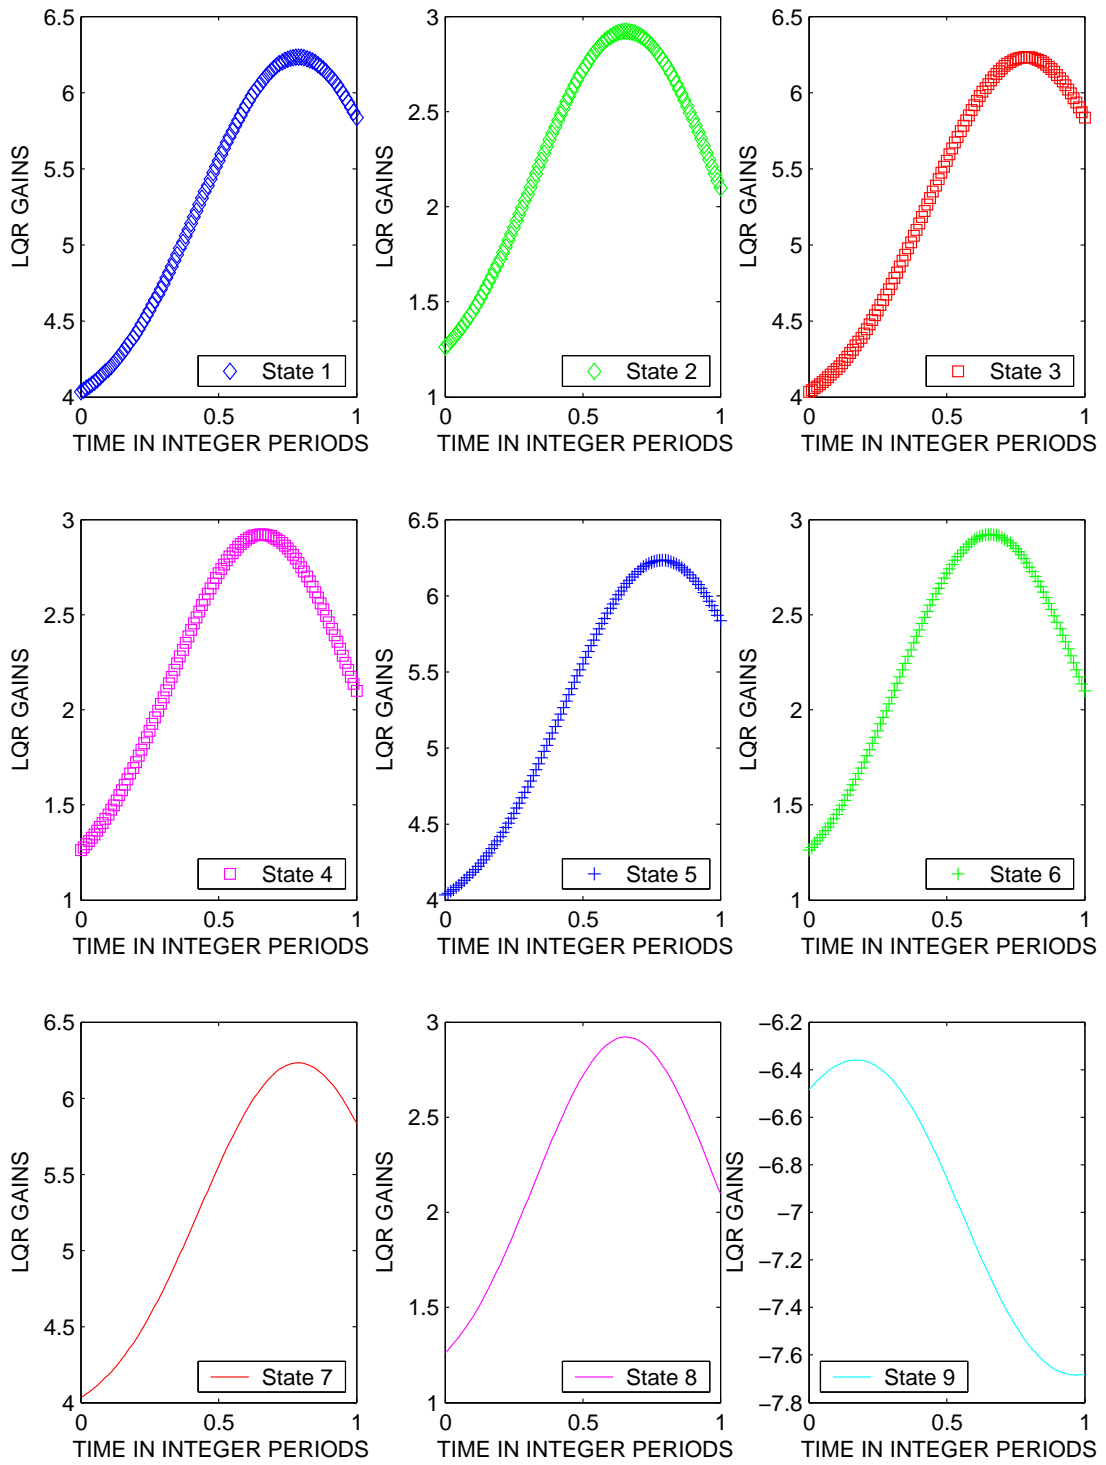 6.5
6
5.5
5
4.5
4
LQR GAINS
0
0.5
1
TIME IN INTEGER PERIODS
State 1
3
2.5
2
1.5
1
LQR GAINS
0
0.5
1
TIME IN INTEGER PERIODS
State 2
6.5
6
5.5
5
4.5
4
LQR GAINS
0
0.5
1
TIME IN INTEGER PERIODS
State 3
3
2.5
2
1.5
1
LQR GAINS
0
0.5
1
TIME IN INTEGER PERIODS
State 4
6.5
6
5.5
5
4.5
4
LQR GAINS
0
0.5
1
TIME IN INTEGER PERIODS
State 5
3
2.5
2
1.5
1
LQR GAINS
0
0.5
1
TIME IN INTEGER PERIODS
State 6
6.5
6
5.5
5
4.5
4
LQR GAINS
0
0.5
1
TIME IN INTEGER PERIODS
State 7
3
2.5
2
1.5
1
LQR GAINS
0
0.5
1
TIME IN INTEGER PERIODS
State 8
−6.2
−6.4
−6.6
−6.8
−7
−7.2
−7.4
−7.6
−7.8
LQR GAINS
0
0.5
1
TIME IN INTEGER PERIODS
State 9